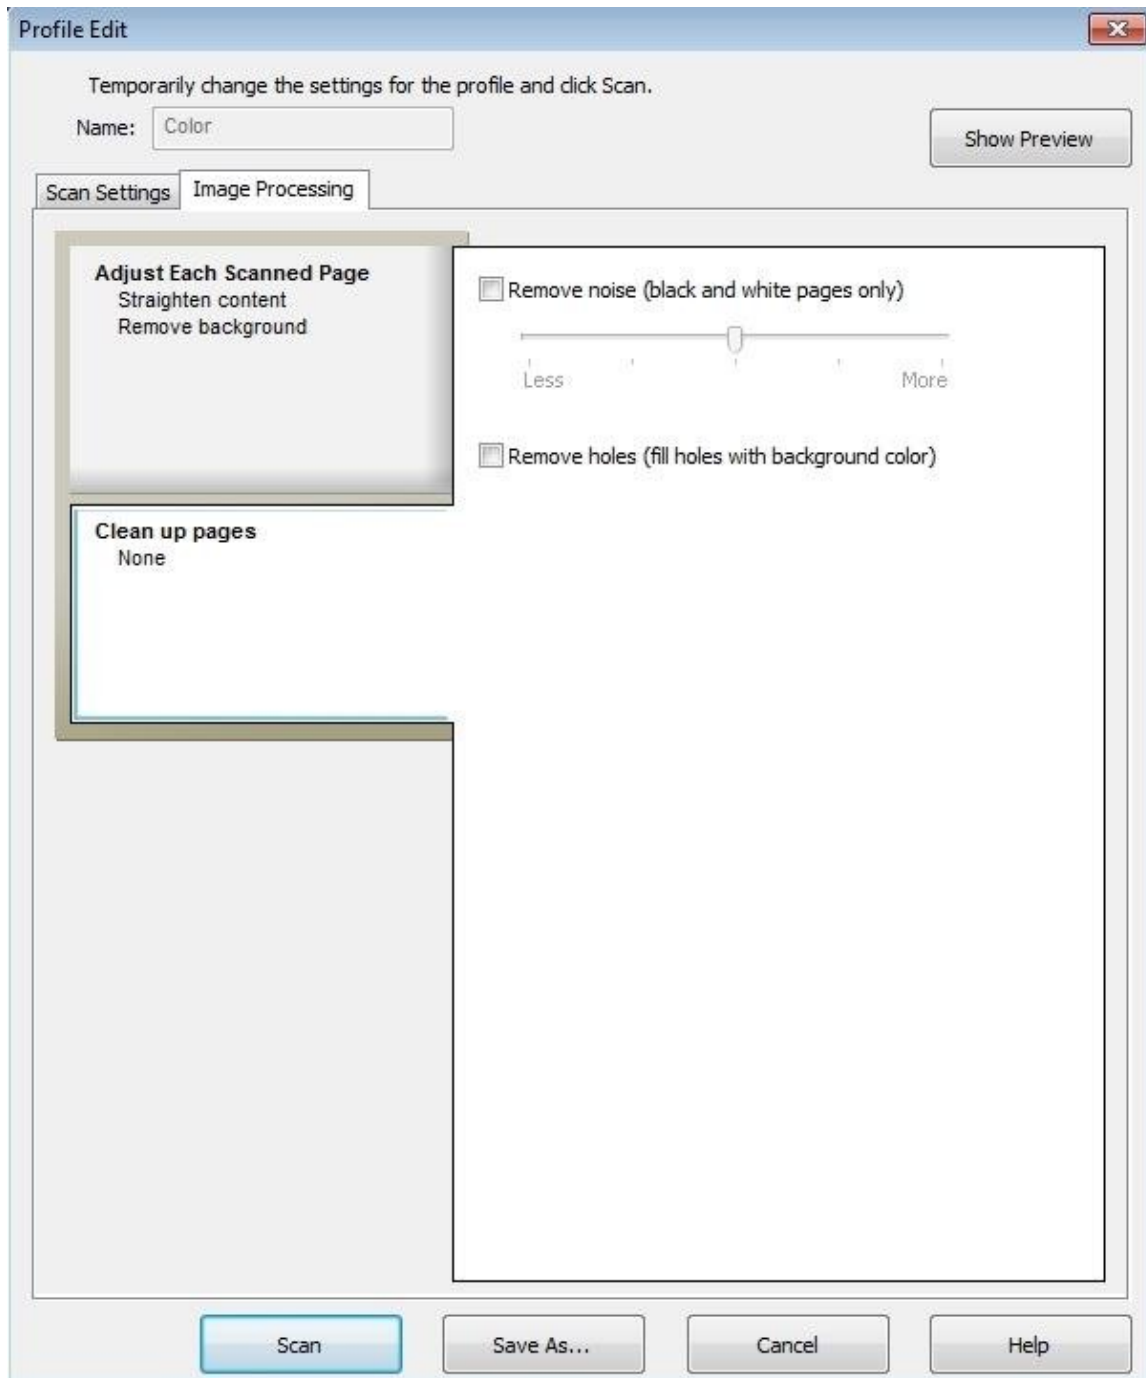 Profile Edit
Temporarily change the settings for the profile and click Scan.
Name: Color
Show Preview
Scan Settings Image Processing
Adjust Each Scanned Page
Straighten content
Remove background
Remove noise (black and white pages only)
Less More
Remove holes (fill holes with background color)
Clean up pages
None
Scan Save As... Cancel Help